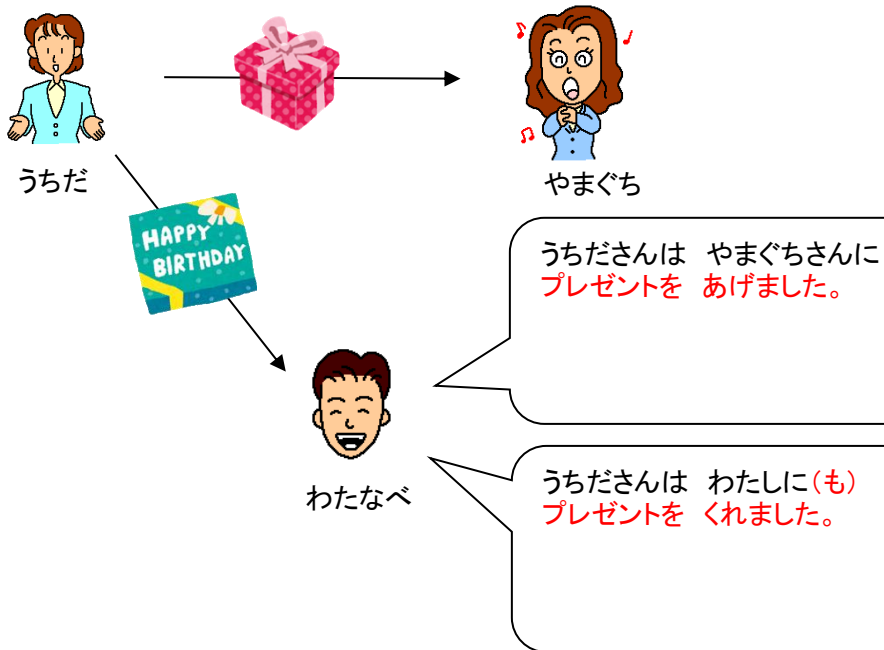 うちだ
やまぐち
HAPPY
BIRTHDAY
うちださんは　やまぐちさんに
プレゼントを　あげました。
わたなべ
うちださんは　わたしに（も）
プレゼントを　くれました。